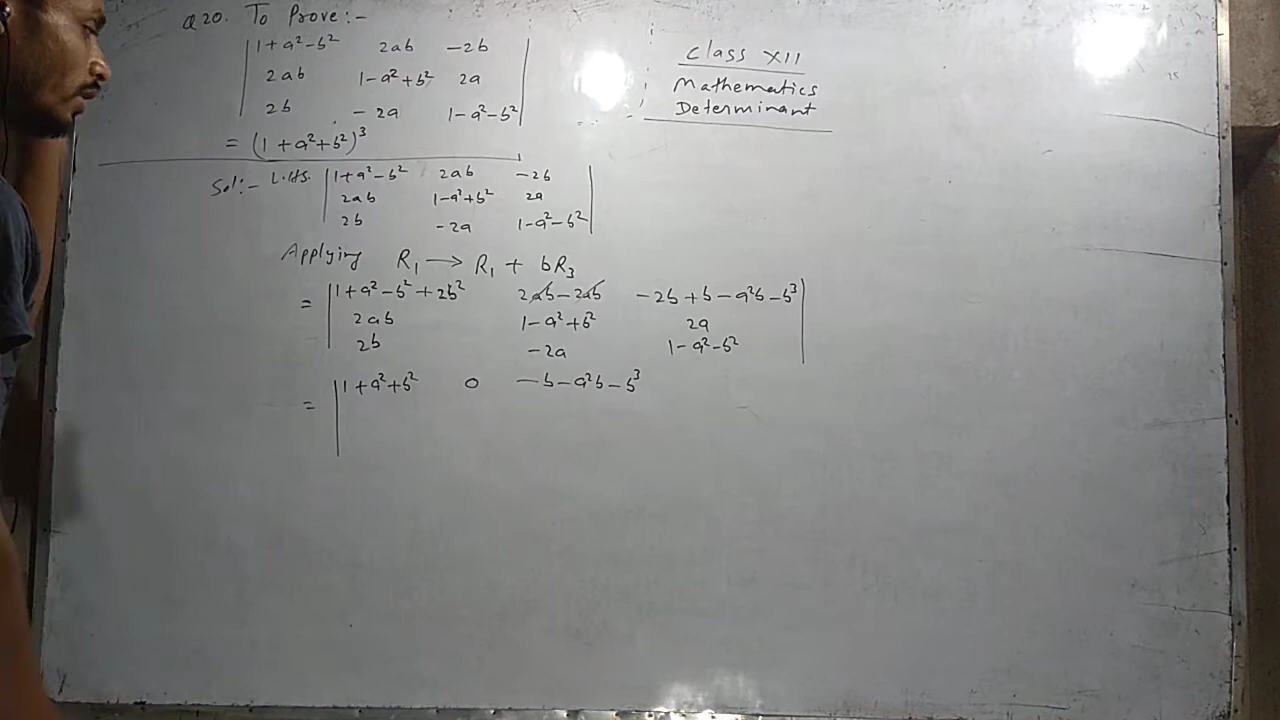 Q20. To Prove:-
| 1+a²-b² 2ab -2b |
| 2ab 1-a²+b² 2a |
| 2b -2a 1-a²-b² |
= (1+a²+b²)³
Class XII
Mathematics
Determinant
Sol:- L.H.S. | 1+a²-b² 2ab -2b |
| 2ab 1-a²+b² 2a |
| 2b -2a 1-a²-b² |
Applying R₁ → R₁ + bR₃
= | 1+a²-b²+2b² 2ab-2ab -2b+b-a²b-b³ |
| 2ab 1-a²+b² 2a |
| 2b -2a 1-a²-b² |
= | 1+a²+b² 0 -b-a²b-b³